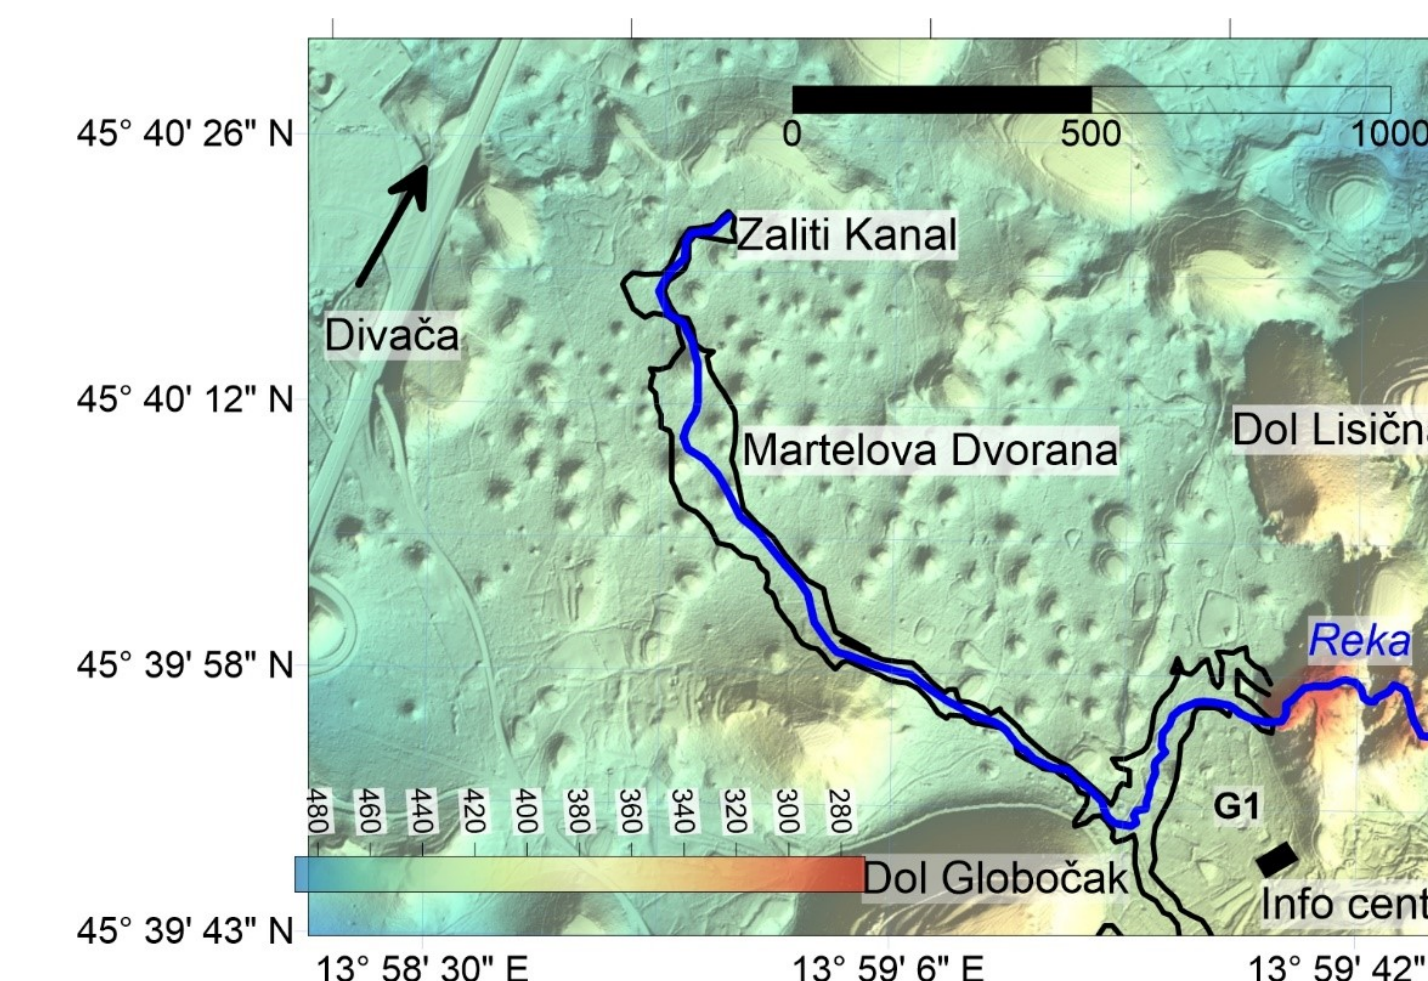 45° 40' 26" N
0
500
1000
Zaliti Kanal
Divača
45° 40' 12" N
Martelova Dvorana
Dol Lisičn
Reka
45° 39' 58" N
480
460
440
420
400
380
360
340
320
300
280
G1
Dol Globočak
Info cent
45° 39' 43" N
13° 58' 30" E
13° 59' 6" E
13° 59' 42"